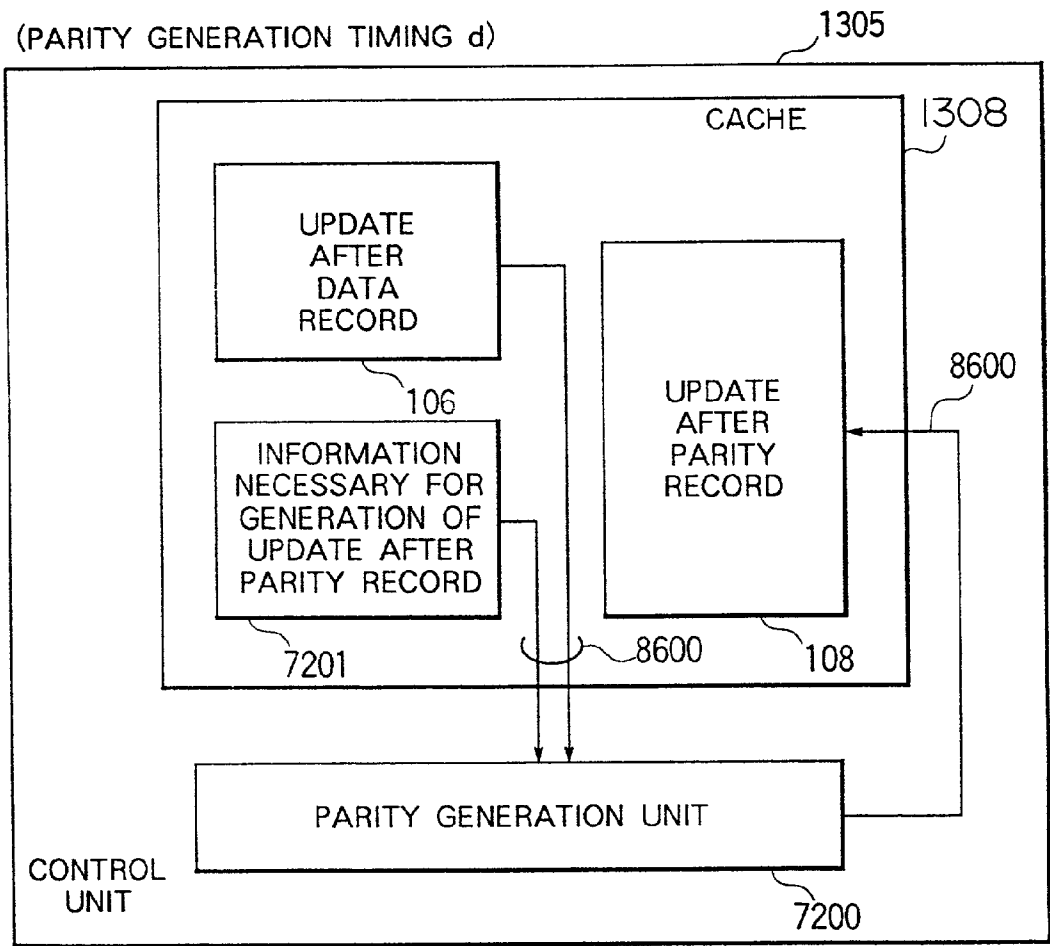 (PARITY GENERATION TIMING d)
1305
CACHE
1308
UPDATE
AFTER
DATA
RECORD
106
UPDATE
AFTER
PARITY
RECORD
108
8600
INFORMATION
NECESSARY FOR
GENERATION OF
UPDATE AFTER
PARITY RECORD
7201
8600
PARITY GENERATION UNIT
7200
CONTROL
UNIT